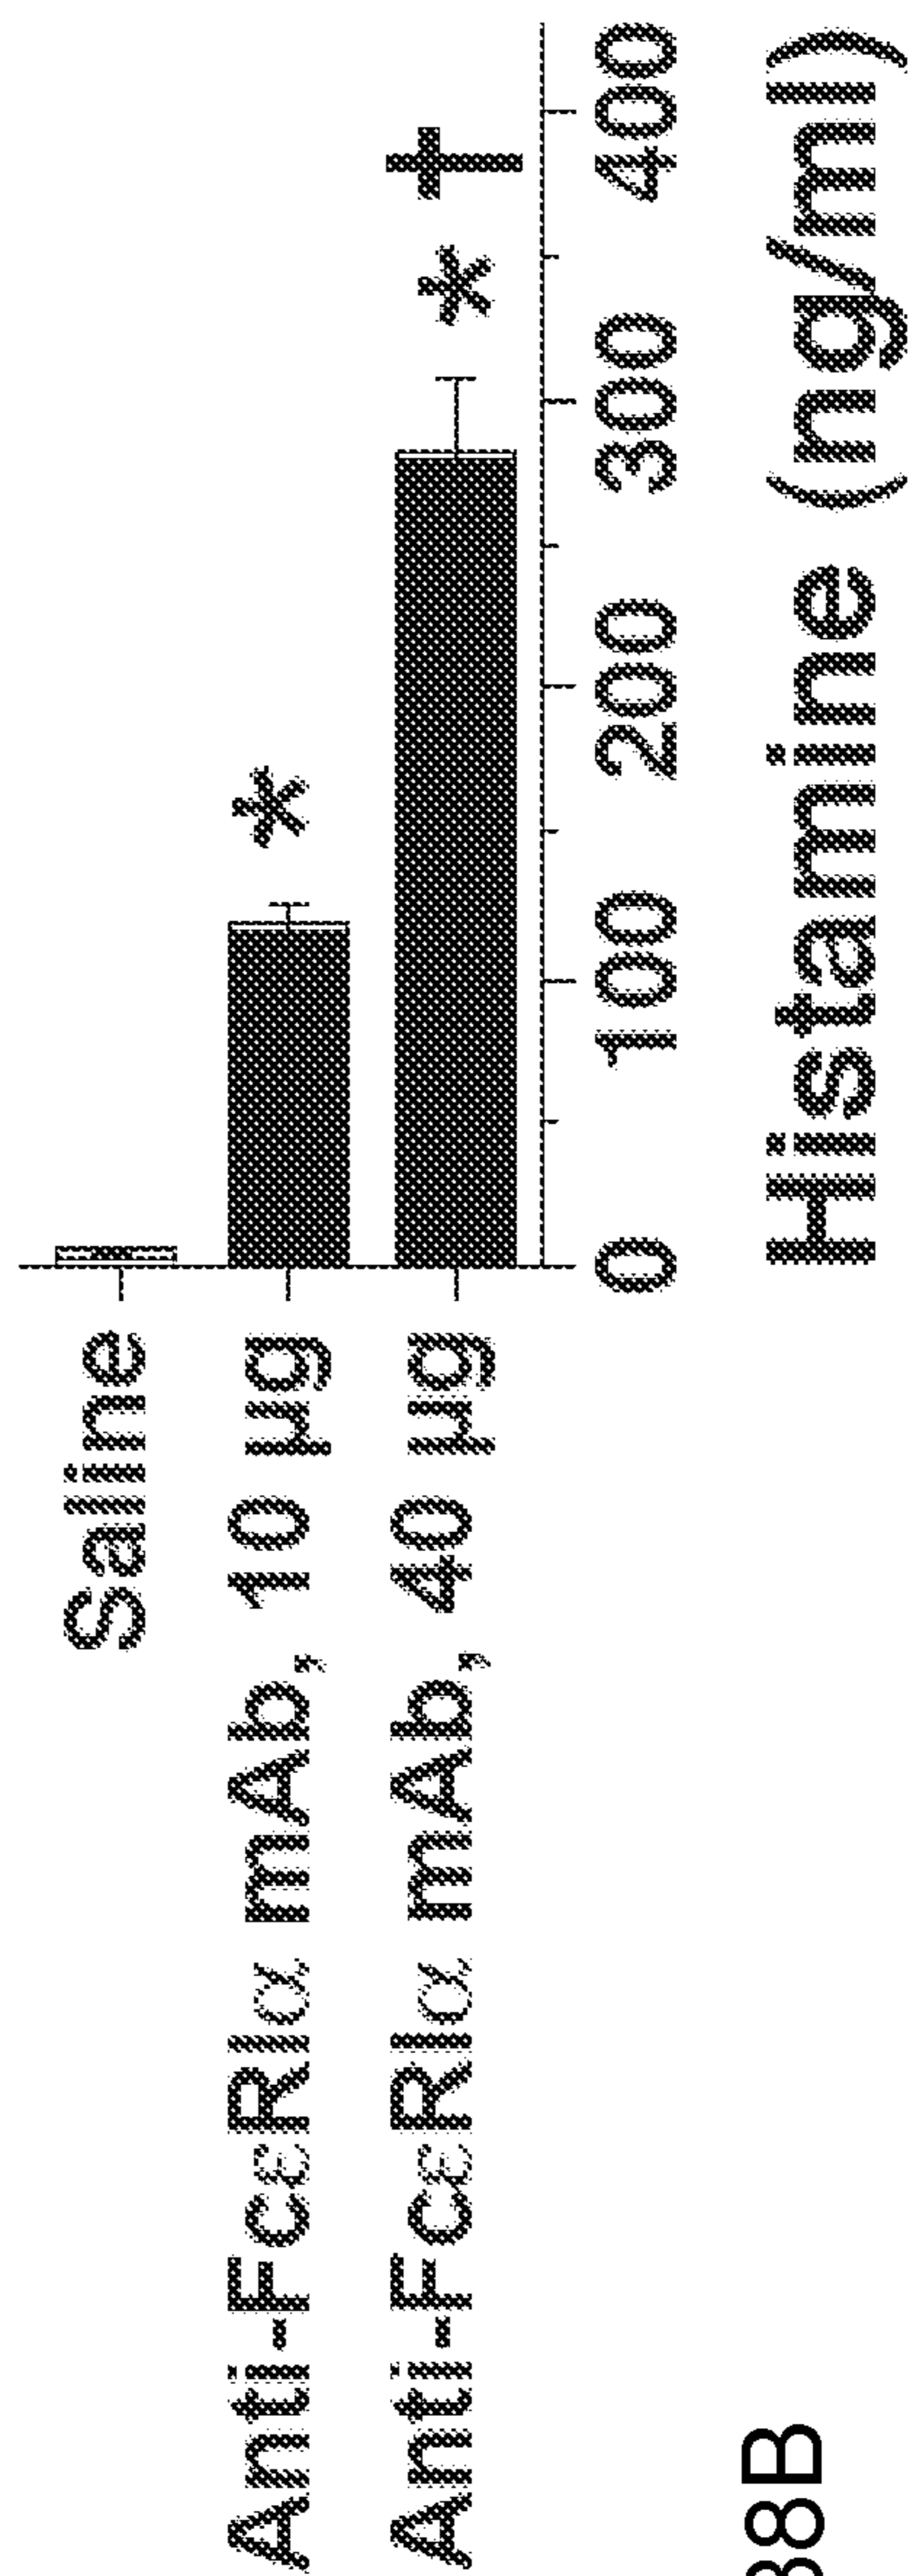 Saline
Anti-FcεRIα mAb, 10 µg
Anti-FcεRIα mAb, 40 µg
*
* †
0 100 200 300 400
Histamine (ng/ml)
38B